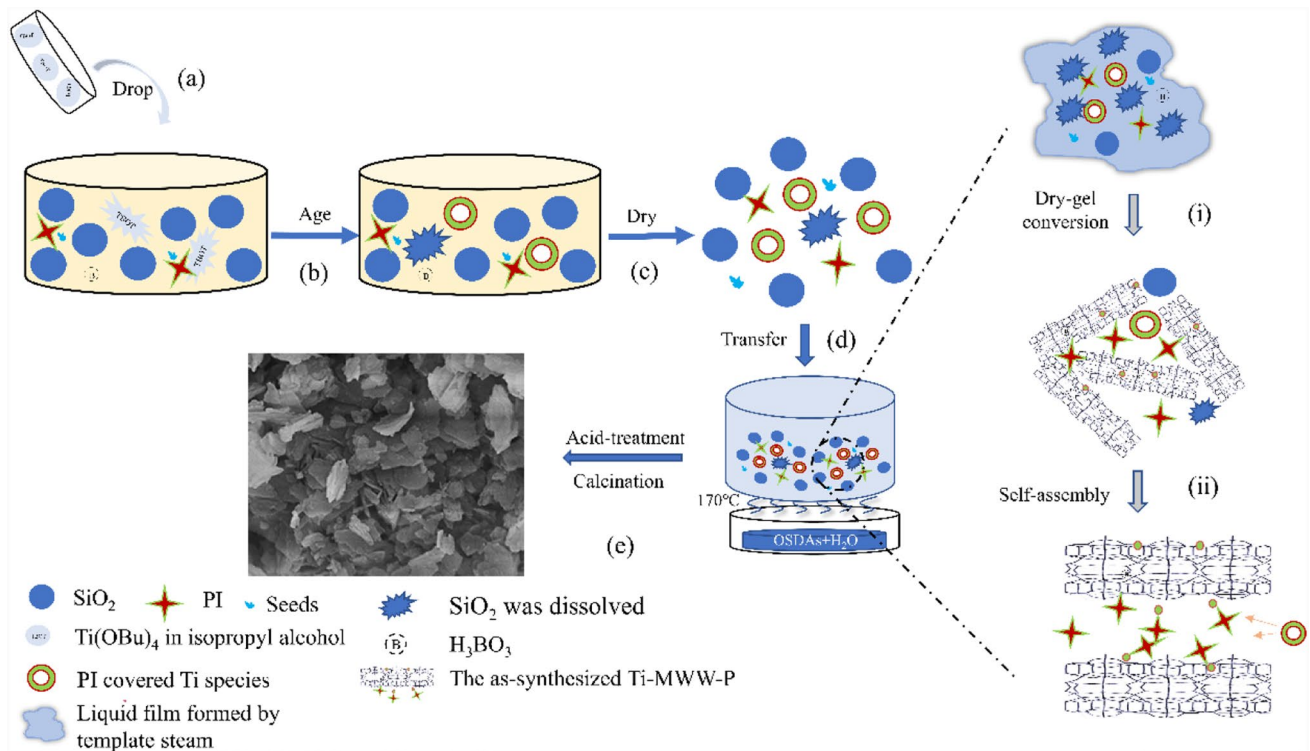 Drop
(a)
TBOT
TBOT
Age
(b)
B
Dry
(c)
Transfer
(d)
170°C
OSDAs+H₂O
Acid-treatment
Calcination
(e)
B
Dry-gel
conversion
(i)
B
Self-assembly
(ii)
SiO₂
PI
Seeds
SiO₂ was dissolved
Ti(OBu)₄ in isopropyl alcohol
B
H₃BO₃
PI covered Ti species
The as-synthesized Ti-MWW-P
Liquid film formed by
template steam